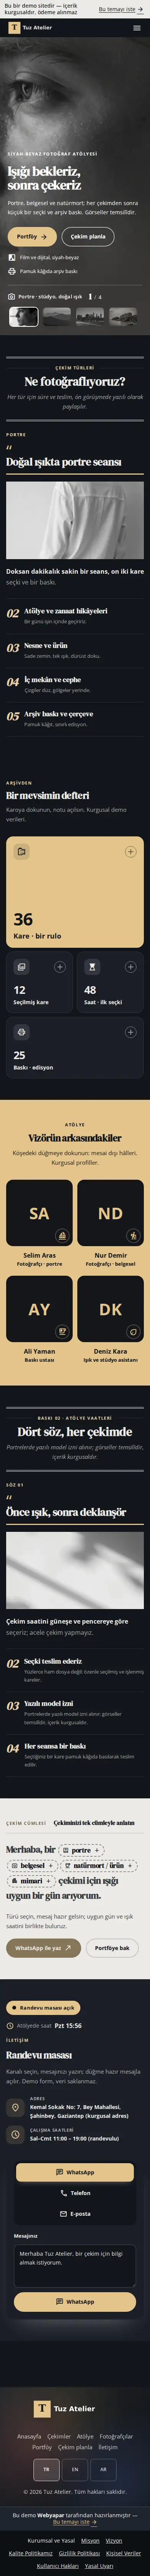 Bu bir demo sitedir — içerik
kurgusaldır, ödeme alınmaz
Bu temayı iste →
T Tuz Atelier
SİYAH-BEYAZ FOTOĞRAF ATÖLYESİ
Işığı bekleriz,
sonra çekeriz
Portre, belgesel ve natürmort; her çekimden sonra
küçük bir seçki ve arşiv baskı. Görseller temsilidir.
Portföy →
Çekim planla
Film ve dijital, siyah-beyaz
Pamuk kâğıda arşiv baskı
Portre · stüdyo, doğal ışık 1 / 4
ÇEKİM TÜRLERİ
Ne fotoğraflıyoruz?
Her tür için süre ve teslim, ön görüşmede yazılı olarak
paylaşılır.
PORTRE
“
Doğal ışıkta portre seansı
Doksan dakikalık sakin bir seans, on iki kare
seçki ve bir baskı.
02 Atölye ve zanaat hikâyeleri
Bir günü işin içinde geçiririz.
03 Nesne ve ürün
Sade zemin, tek ışık, dürüst doku.
04 İç mekân ve cephe
Çizgiler düz, gölgeler yerinde.
05 Arşiv baskı ve çerçeve
Pamuk kâğıt, sınırlı edisyon.
ARŞİVDEN
Bir mevsimin defteri
Karoya dokunun, notu açılsın. Kurgusal demo
verileri.
36
Kare · bir rulo
12
Seçilmiş kare
48
Saat · ilk seçki
25
Baskı · edisyon
ATÖLYE
Vizörün arkasındakiler
Köşedeki düğmeye dokunun: mesai dışı hâlleri.
Kurgusal profiller.
SA
ND
Selim Aras
Fotoğrafçı · portre
Nur Demir
Fotoğrafçı · belgesel
AY
DK
Ali Yaman
Baskı ustası
Deniz Kara
Işık ve stüdyo asistanı
BASKI 02 · ATÖLYE VAATLERİ
Dört söz, her çekimde
Portrelerde yazılı model izni alınır; görseller temsilidir,
içerik kurgusaldır.
SÖZ 01
“
Önce ışık, sonra deklanşör
Çekim saatini güneşe ve pencereye göre
seçeriz; acele çekim yapmayız.
02 Seçki teslim ederiz
Yüzlerce ham dosya değil; özenle seçilmiş ve işlenmiş
kareler.
03 Yazılı model izni
Portrelerde yazılı model izni alınır; görseller
temsilidir, içerik kurgusaldır.
04 Her seansa bir baskı
Seçtiğiniz bir kare pamuk kâğıda basılarak teslim
edilir.
ÇEKİM CÜMLESİ Çekiminizi tek cümleyle anlatın
Merhaba, bir portre +
belgesel + natürmort / ürün +
mimari + çekimi için ışığı
uygun bir gün arıyorum.
Türü seçin, mesaj hazır gelsin; uygun gün ve ışık
saatini birlikte buluruz.
WhatsApp ile yaz ↗
Portföye bak
Randevu masası açık
Atölyede saat Pzt 15:56
İLETİŞİM
Randevu masası
Kanalı seçin, mesajınızı yazın; düğme hazır mesajla
açılır. Demo form, veri saklanmaz.
ADRES
Kemal Sokak No: 7, Bey Mahallesi,
Şahinbey, Gaziantep (kurgusal adres)
ÇALIŞMA SAATLERİ
Sal–Cmt 11:00 – 19:00 (randevulu)
WhatsApp
Telefon
E-posta
Mesajınız
Merhaba Tuz Atelier, bir çekim için bilgi
almak istiyorum.
WhatsApp
T Tuz Atelier
Anasayfa Çekimler Atölye Fotoğrafçılar
Portföy Çekim planla İletişim
TR EN AR
© 2026 Tuz Atelier. Tüm hakları saklıdır.
Bu demo Webyapar tarafından hazırlanmıştır —
Bu temayı iste →
Kurumsal ve Yasal Misyon Vizyon
Kalite Politikamız Gizlilik Politikası Kişisel Veriler
Kullanıcı Hakları Yasal Uyarı